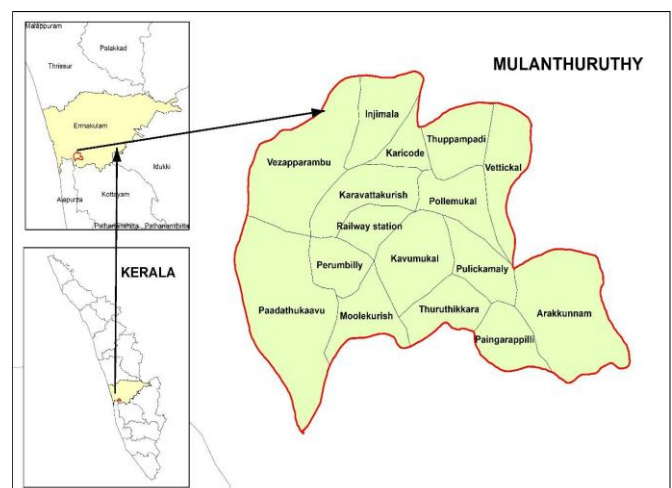 Malappuram
Palakkad
Thrissur
Ernakulam
Idukki
Kottayam
Alapurza
Pathanamthitta
Pathanamthitta
KERALA
MULANTHURUTHY
Injimala
Thuppampadi
Karicode
Vezapparambu
Vettickal
Karavattakurish
Pollemukal
Railway station
Perumbilly
Kavumukal
Pulickamaly
Paadathukaavu
Moolekurish
Thuruthikkara
Arakkunnam
Paingarappilli